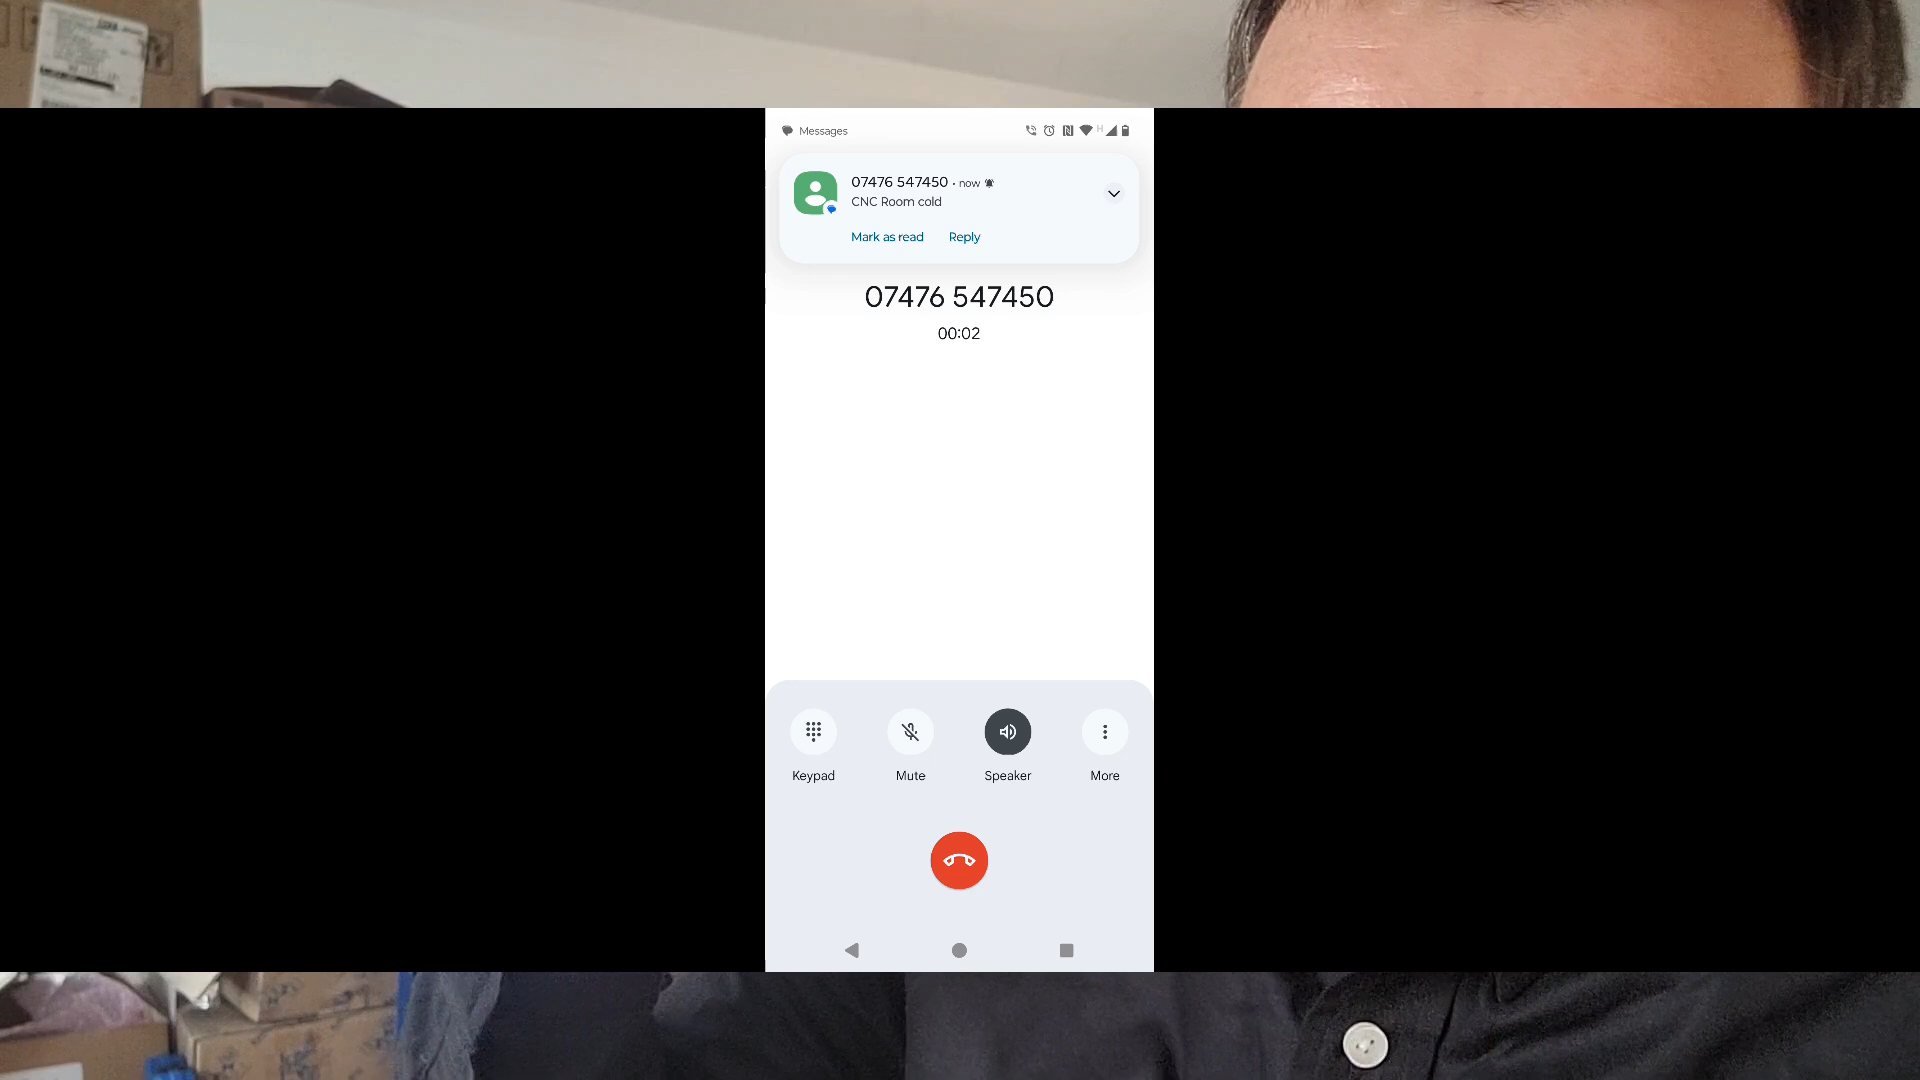 Messages
H
07476 547450 • now
CNC Room cold
Mark as read Reply
07476 547450
00:02
Keypad Mute Speaker More